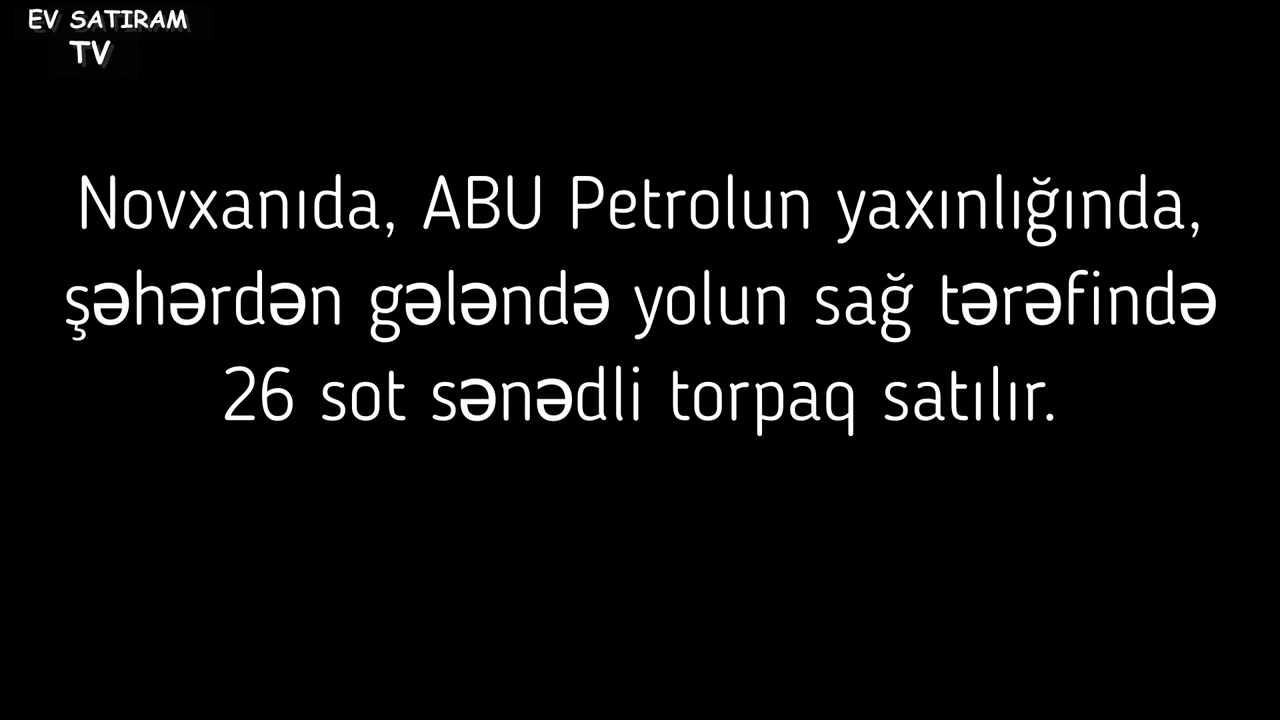 EV SATIRAM
TV
Novxanıda, ABU Petrolun yaxınlığında,
şəhərdən gələndə yolun sağ tərəfində
26 sot sənədli torpaq satılır.